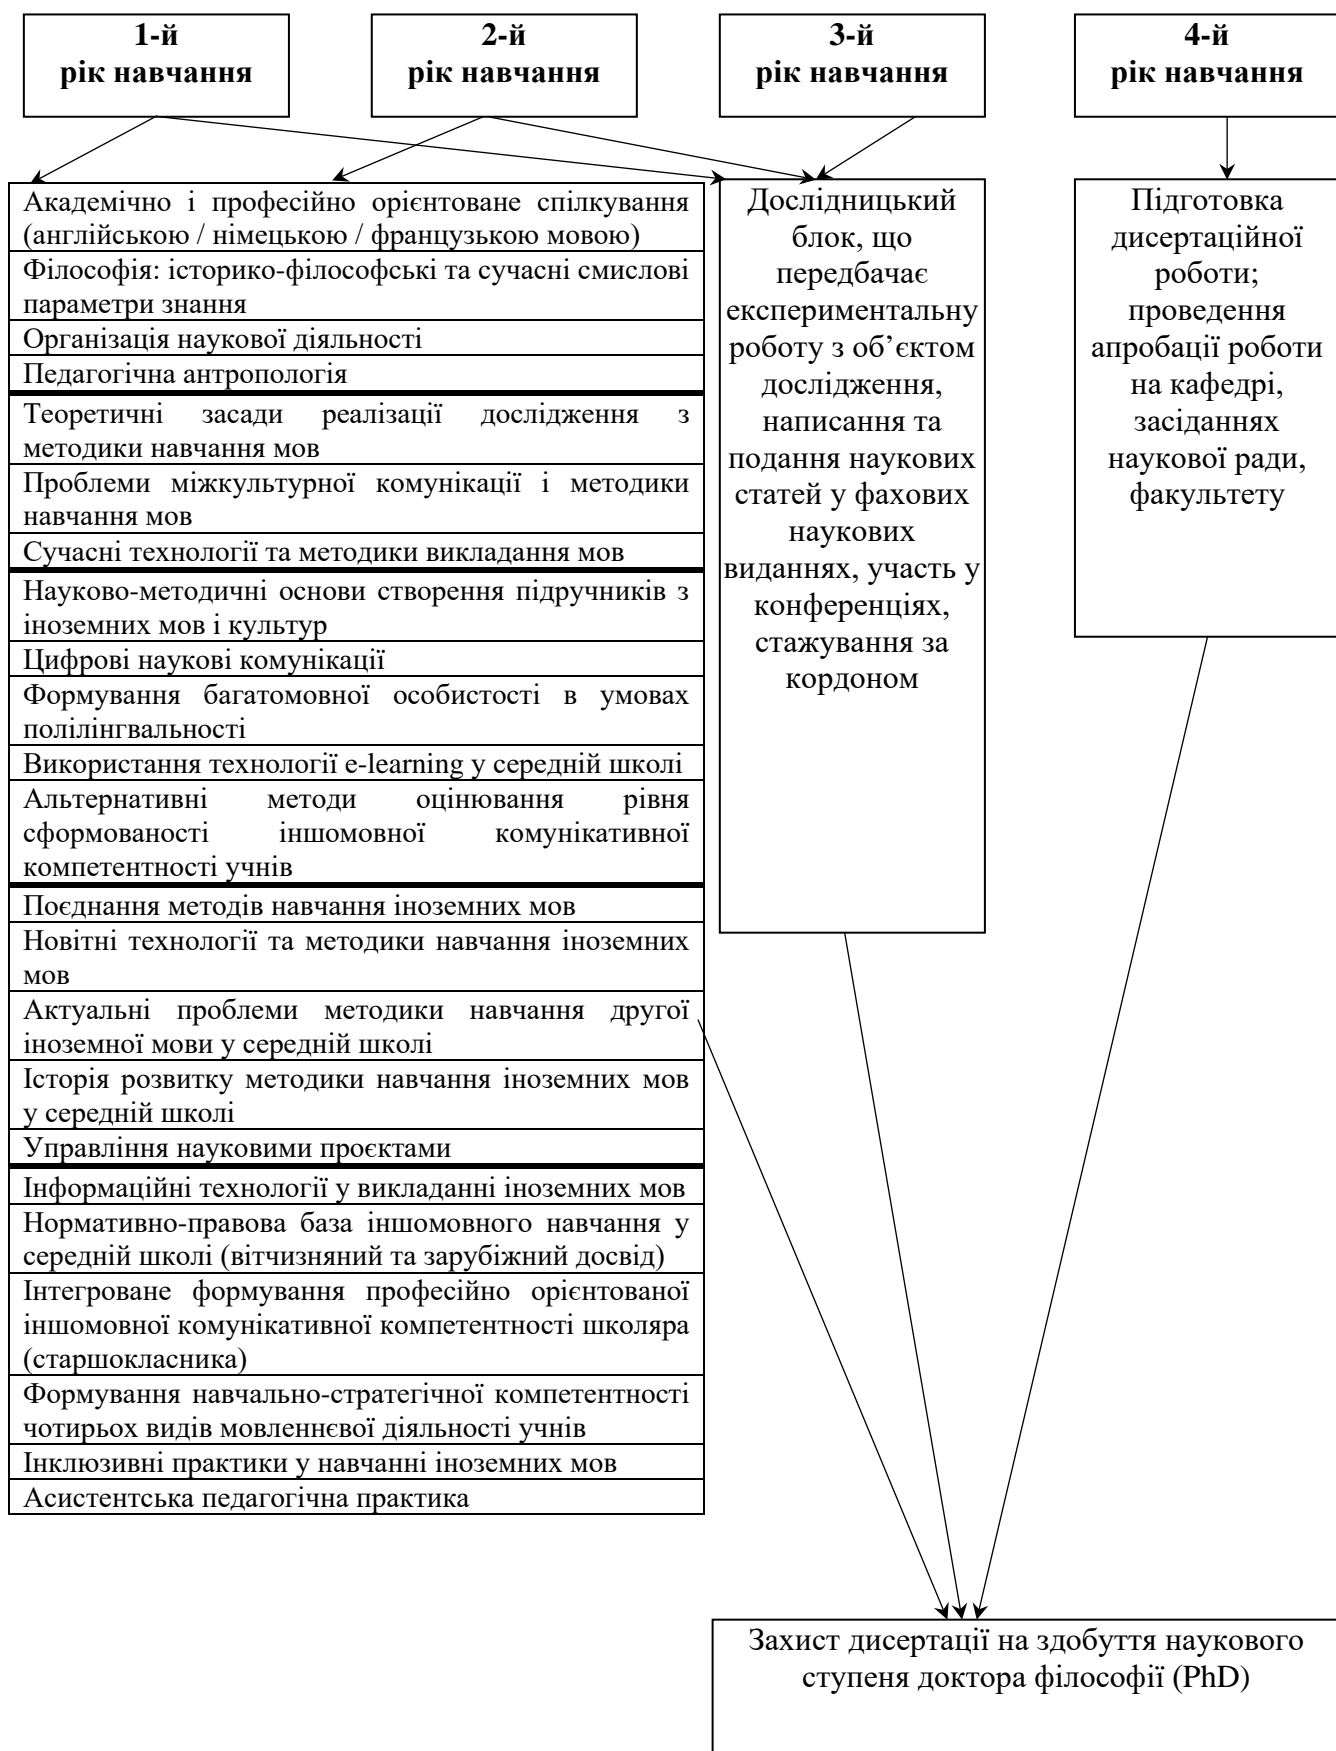 1-й
рік навчання
2-й
рік навчання
3-й
рік навчання
4-й
рік навчання
Академічно і професійно орієнтоване спілкування
(англійською / німецькою / французькою мовою)
Філософія: історико-філософські та сучасні смислові
параметри знання
Організація наукової діяльності
Педагогічна антропологія
Теоретичні засади реалізації дослідження з
методики навчання мов
Проблеми міжкультурної комунікації і методики
навчання мов
Сучасні технології та методики викладання мов
Науково-методичні основи створення підручників з
іноземних мов і культур
Цифрові наукові комунікації
Формування багатомовної особистості в умовах
полілінгвальності
Використання технології e-learning у середній школі
Альтернативні методи оцінювання рівня
сформованості іншомовної комунікативної
компетентності учнів
Поєднання методів навчання іноземних мов
Новітні технології та методики навчання іноземних
мов
Актуальні проблеми методики навчання другої
іноземної мови у середній школі
Історія розвитку методики навчання іноземних мов
у середній школі
Управління науковими проєктами
Інформаційні технології у викладанні іноземних мов
Нормативно-правова база іншомовного навчання у
середній школі (вітчизняний та зарубіжний досвід)
Інтегроване формування професійно орієнтованої
іншомовної комунікативної компетентності школяра
(старшокласника)
Формування навчально-стратегічної компетентності
чотирьох видів мовленнєвої діяльності учнів
Інклюзивні практики у навчанні іноземних мов
Асистентська педагогічна практика
Дослідницький
блок, що
передбачає
експериментальну
роботу з об’єктом
дослідження,
написання та
подання наукових
статей у фахових
наукових
виданнях, участь у
конференціях,
стажування за
кордоном
Підготовка
дисертаційної
роботи;
проведення
апробації роботи
на кафедрі,
засіданнях
наукової ради,
факультету
Захист дисертації на здобуття наукового
ступеня доктора філософії (PhD)